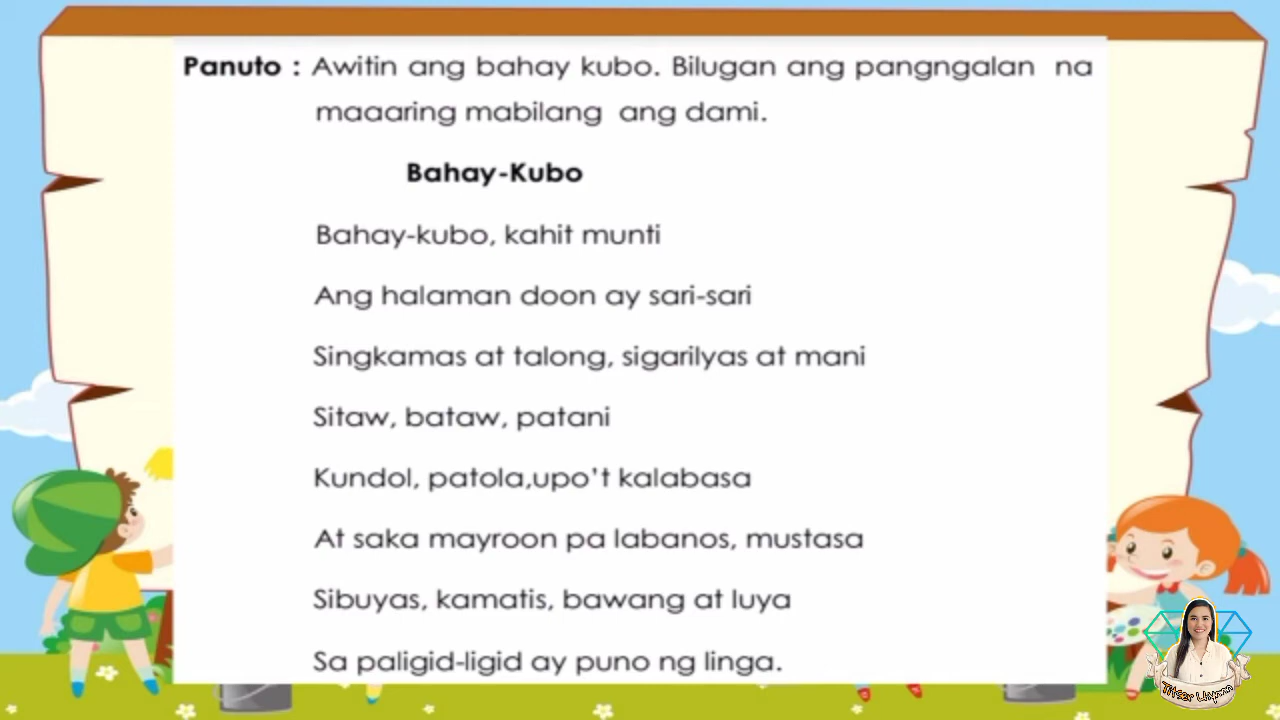 Panuto : Awitin ang bahay kubo. Bilugan ang pangngalan na
maaaring mabilang ang dami.
Bahay-Kubo
Bahay-kubo, kahit munti
Ang halaman doon ay sari-sari
Singkamas at talong, sigarilyas at mani
Sitaw, bataw, patani
Kundol, patola,upo't kalabasa
At saka mayroon pa labanos, mustasa
Sibuyas, kamatis, bawang at luya
Sa paligid-ligid ay puno ng linga.